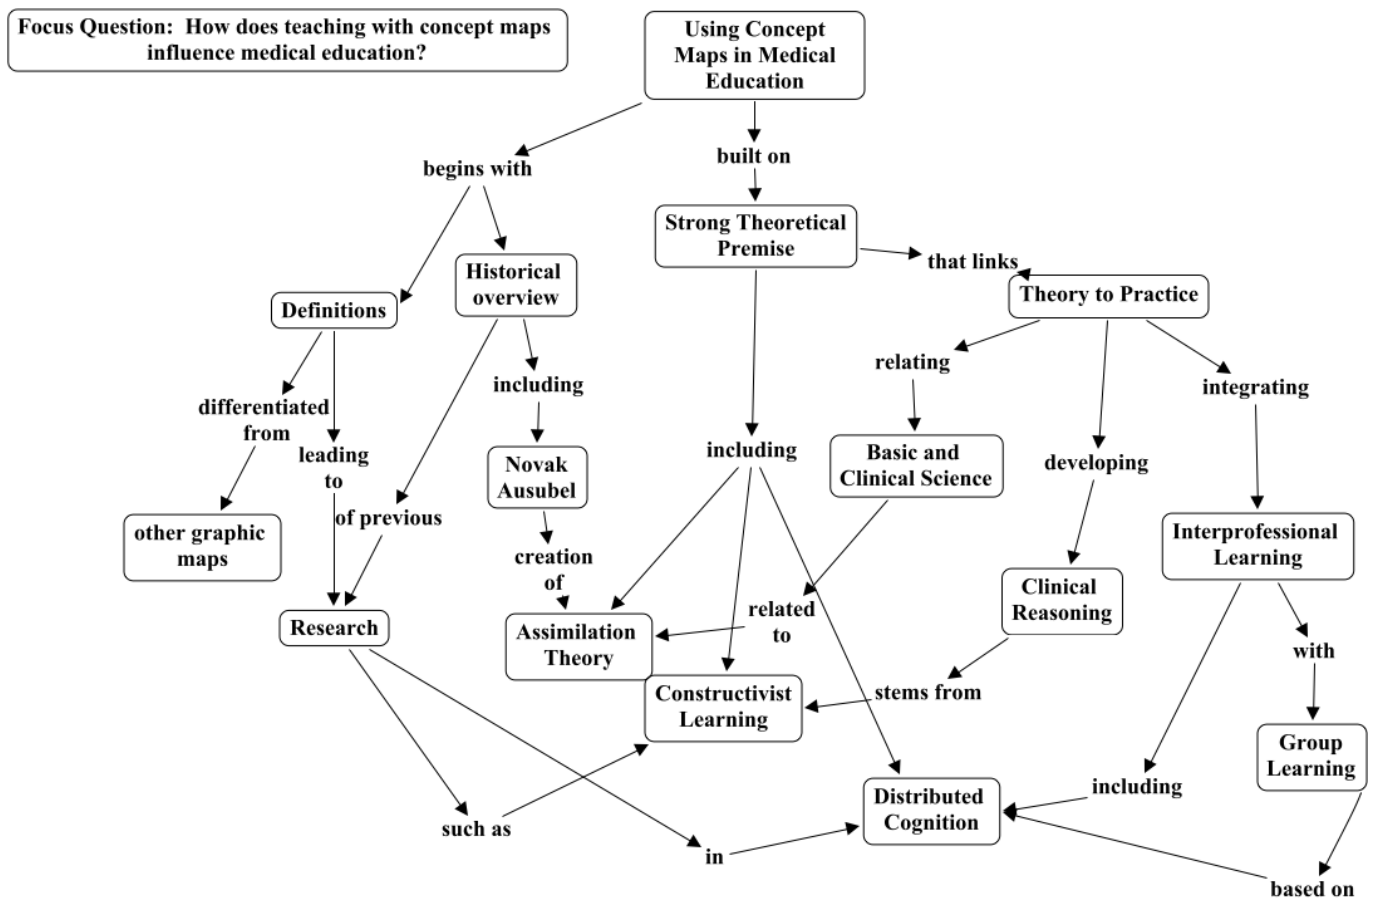 Focus Question:  How does teaching with concept maps
influence medical education?
Using Concept
Maps in Medical
Education
begins with
built on
Strong Theoretical
Premise
that links
Historical
overview
Definitions
Theory to Practice
relating
including
integrating
differentiated
from
leading
to
including
Basic and
Clinical Science
developing
Novak
Ausubel
of previous
other graphic
maps
Interprofessional
Learning
creation
of
Clinical
Reasoning
related
to
Research
Assimilation
Theory
with
Constructivist
Learning
stems from
Group
Learning
including
Distributed
Cognition
such as
in
based on